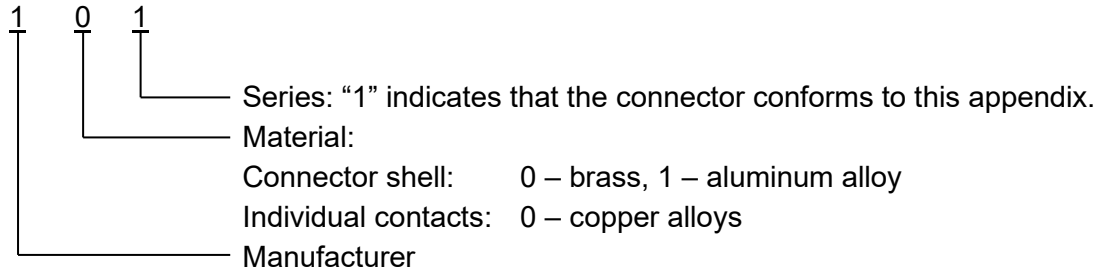 1 0 1
Series: “1” indicates that the connector conforms to this appendix.
Material:
Connector shell: 0 – brass, 1 – aluminum alloy
Individual contacts: 0 – copper alloys
Manufacturer